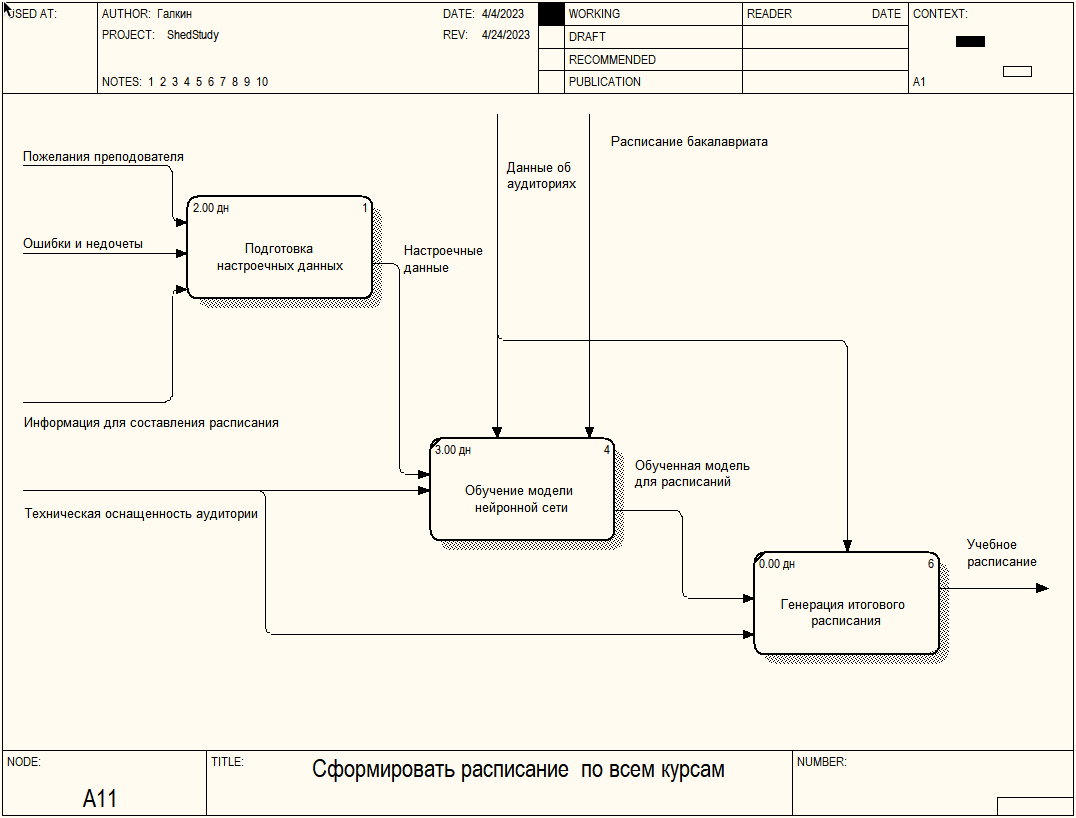 USED AT:
AUTHOR: Галкин
DATE: 4/4/2023
WORKING
READER DATE
CONTEXT:
PROJECT: ShedStudy
REV: 4/24/2023
DRAFT
RECOMMENDED
NOTES: 1 2 3 4 5 6 7 8 9 10
PUBLICATION
A1
Расписание бакалавриата
Пожелания преподователя
Данные об
аудиториях
2.00 дн 1
Подготовка
настроечных данных
Ошибки и недочеты
Настроечные
данные
Информация для составления расписания
3.00 дн 4
Обучение модели
нейронной сети
Обученная модель
для расписаний
Техническая оснащенность аудитории
Учебное
расписание
0.00 дн 6
Генерация итогового
расписания
NODE:
A11
TITLE:
Сформировать расписание по всем курсам
NUMBER: